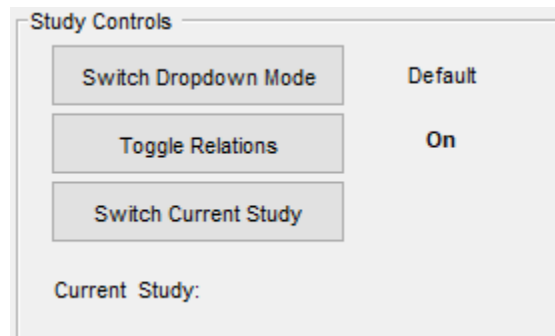 Study Controls
Switch Dropdown Mode Default
Toggle Relations On
Switch Current Study
Current Study: